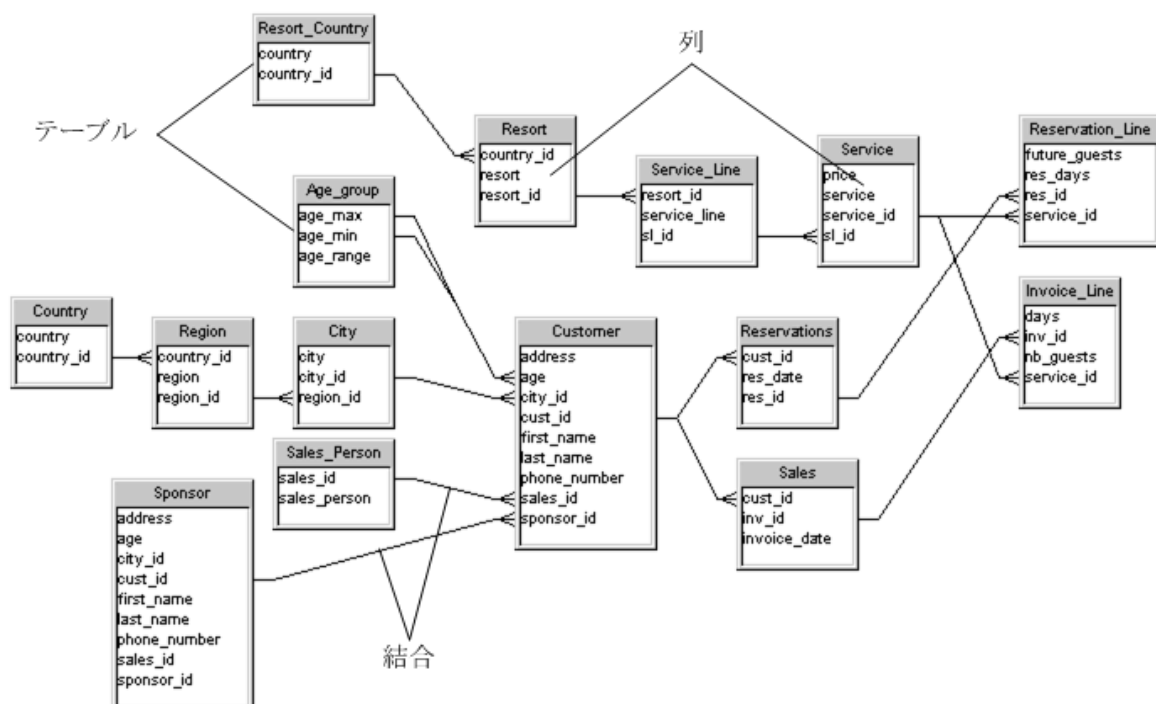 Resort_Country
country
country_id
列
テーブル
Resort
country_id
resort
resort_id
Service_Line
resort_id
service_line
sl_id
Service
price
service
service_id
sl_id
Reservation_Line
future_guests
res_days
res_id
service_id
Age_group
age_max
age_min
age_range
Country
country
country_id
Region
country_id
region
region_id
City
city
city_id
region_id
Customer
address
age
city_id
cust_id
first_name
last_name
phone_number
sales_id
sponsor_id
Reservations
cust_id
res_date
res_id
Invoice_Line
days
inv_id
nb_guests
service_id
Sales_Person
sales_id
sales_person
Sales
cust_id
inv_id
invoice_date
Sponsor
address
age
city_id
cust_id
first_name
last_name
phone_number
sales_id
sponsor_id
結合